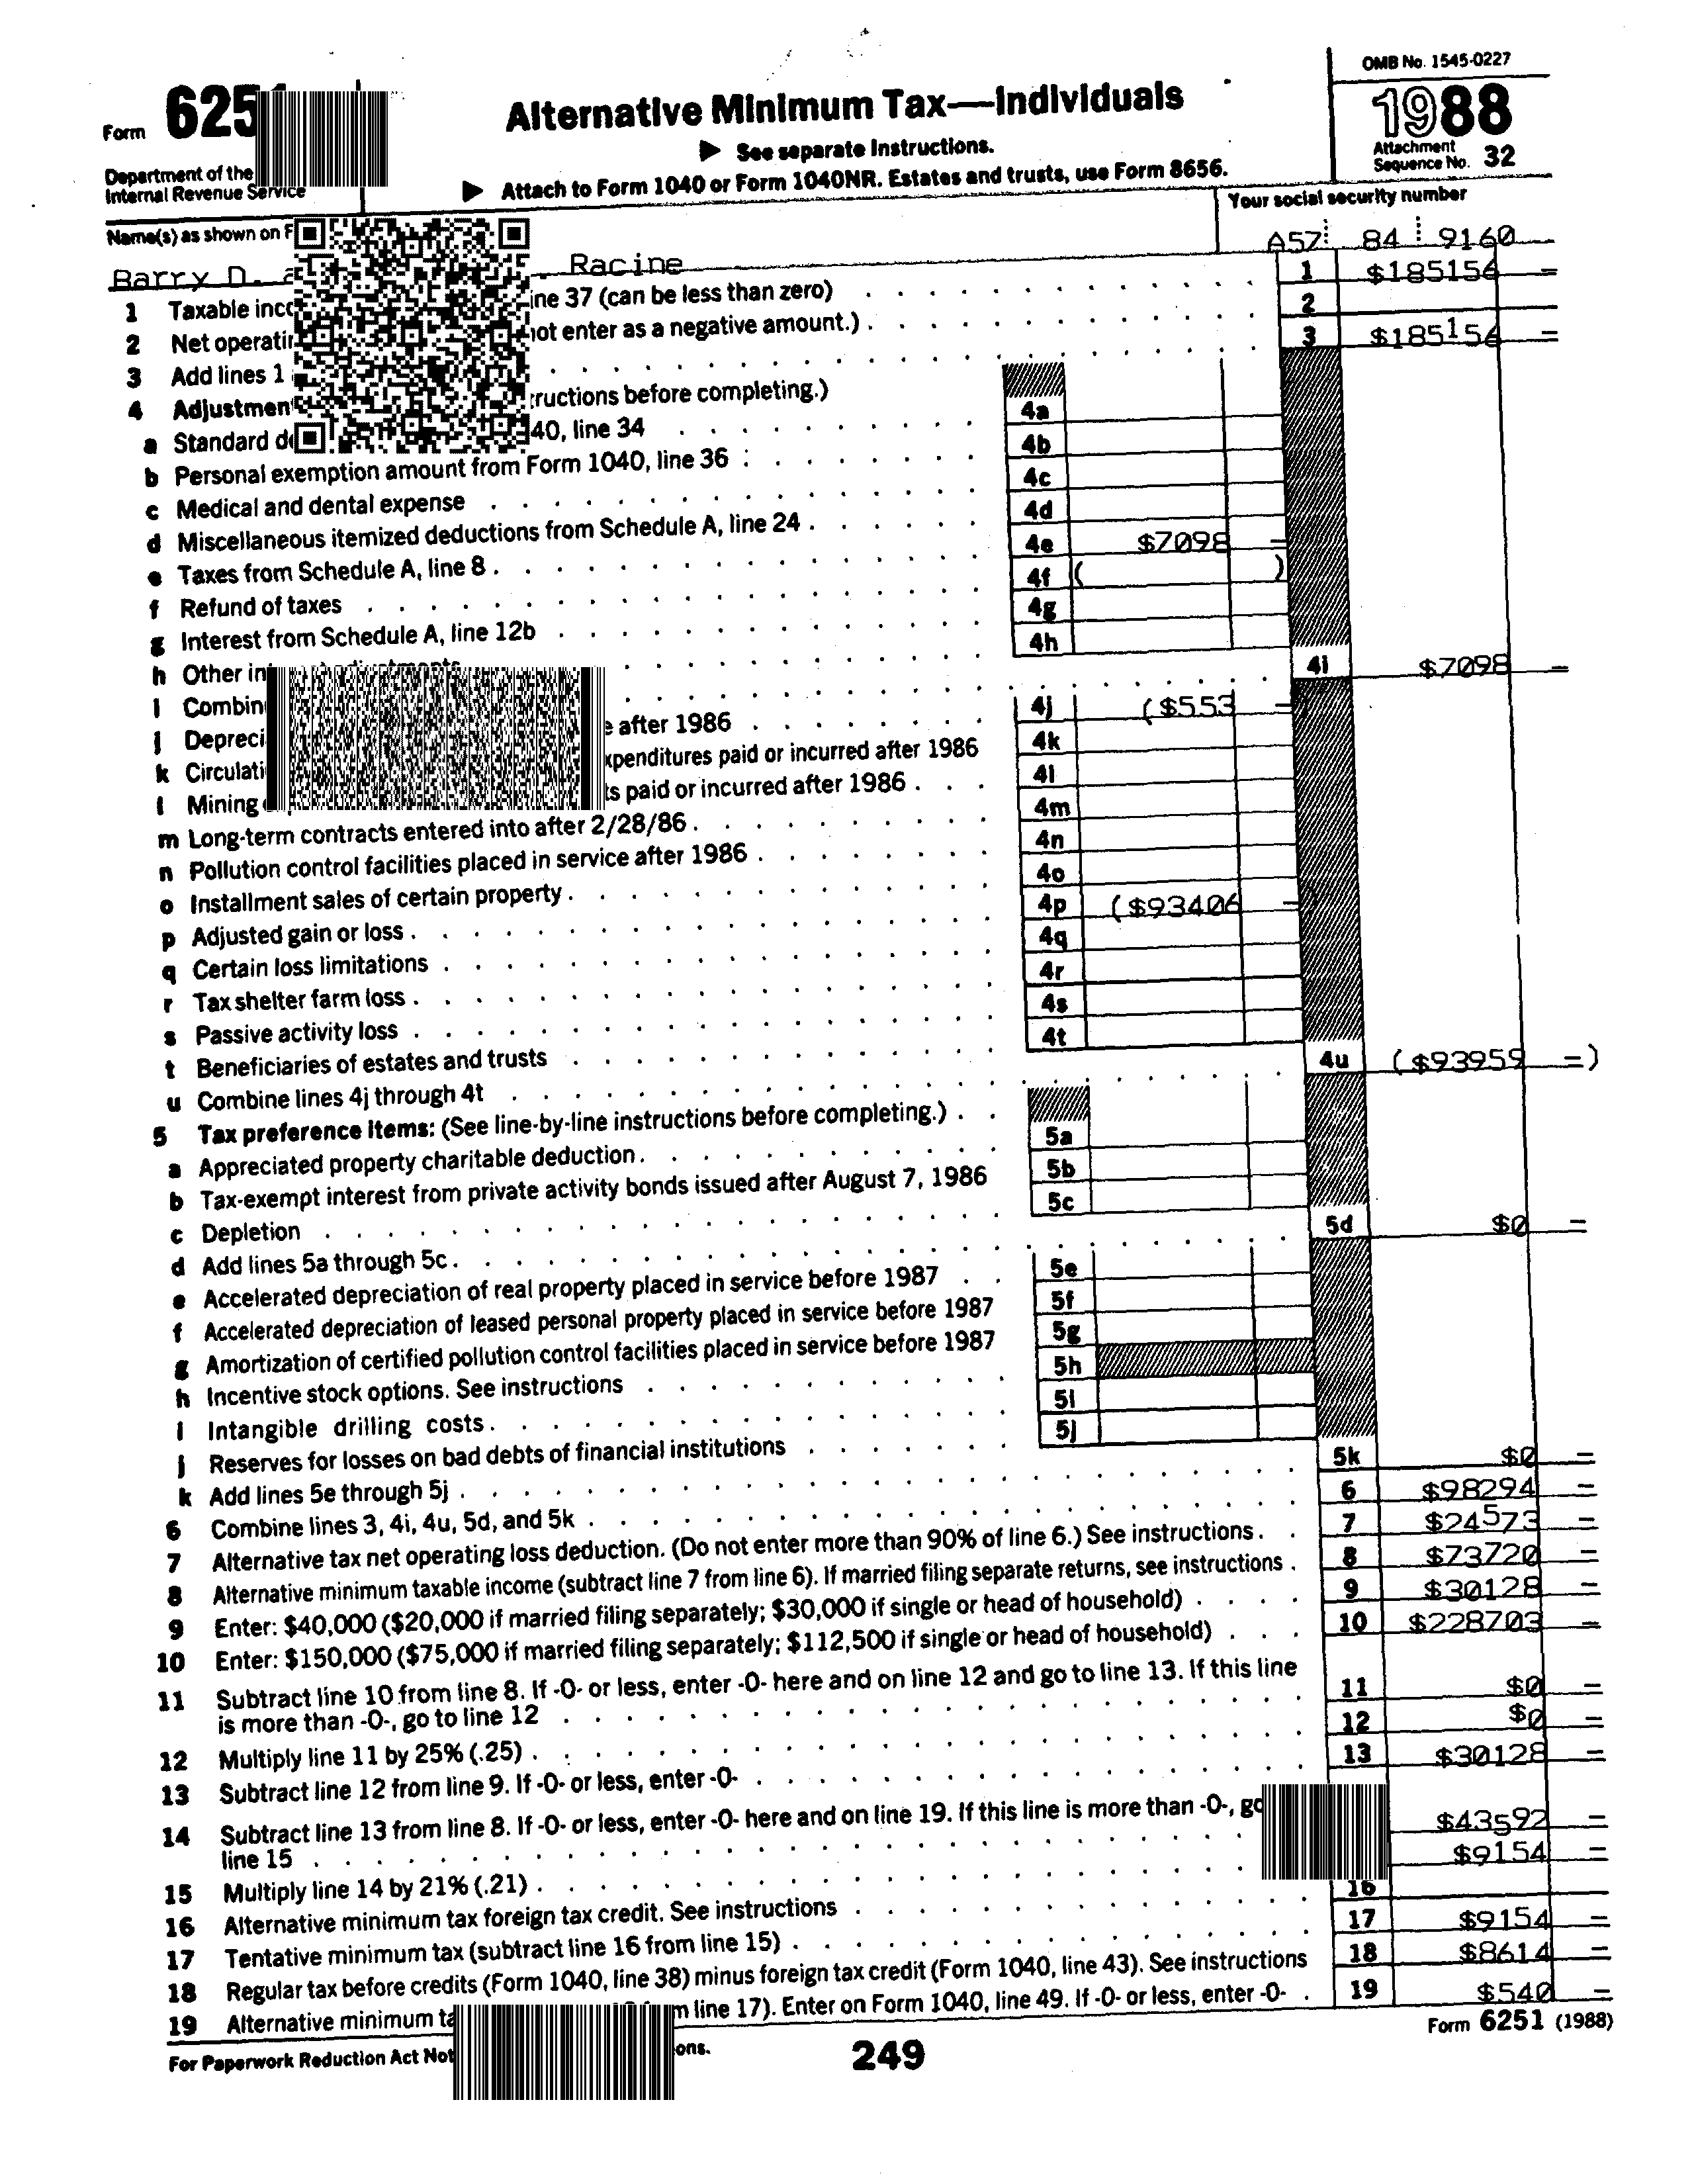 OMB No. 1545-0227
Form 625
Alternative Minimum Tax—Individuals
1988
▶ See separate Instructions.
Attachment
Sequence No. 32
Department of the
Internal Revenue Service
▶ Attach to Form 1040 or Form 1040NR. Estates and trusts, use Form 8656.
Name(s) as shown on F
Your social security number
Barry D. Racine
A57 84 9160
1 Taxable inc ine 37 (can be less than zero) 1 $185156 —
2 Net operati not enter as a negative amount.) 2
3 Add lines 1 3 $185156 —
4 Adjustmen ructions before completing.)
a Standard d 40, line 34 4a
b Personal exemption amount from Form 1040, line 36 4b
c Medical and dental expense 4c
d Miscellaneous itemized deductions from Schedule A, line 24 4d
e Taxes from Schedule A, line 8 4e $7098 —
f Refund of taxes 4f ( )
g Interest from Schedule A, line 12b 4g
h Other in 4h
i Combin 4i $7098 —
j Depreci e after 1986 4j ($553 —)
k Circulati xpenditures paid or incurred after 1986 4k
l Mining ts paid or incurred after 1986 4l
m Long-term contracts entered into after 2/28/86 4m
n Pollution control facilities placed in service after 1986 4n
o Installment sales of certain property 4o
p Adjusted gain or loss 4p ($93406 —)
q Certain loss limitations 4q
r Tax shelter farm loss 4r
s Passive activity loss 4s
t Beneficiaries of estates and trusts 4t
u Combine lines 4j through 4t 4u ($93959 —)
5 Tax preference items: (See line-by-line instructions before completing.)
a Appreciated property charitable deduction 5a
b Tax-exempt interest from private activity bonds issued after August 7, 1986 5b
c Depletion 5c
d Add lines 5a through 5c 5d $0 —
e Accelerated depreciation of real property placed in service before 1987 5e
f Accelerated depreciation of leased personal property placed in service before 1987 5f
g Amortization of certified pollution control facilities placed in service before 1987 5g
h Incentive stock options. See instructions 5h
i Intangible drilling costs 5i
j Reserves for losses on bad debts of financial institutions 5j
k Add lines 5e through 5j 5k $0 —
6 Combine lines 3, 4i, 4u, 5d, and 5k 6 $98294 —
7 Alternative tax net operating loss deduction. (Do not enter more than 90% of line 6.) See instructions. 7 $24573 —
8 Alternative minimum taxable income (subtract line 7 from line 6). If married filing separate returns, see instructions 8 $73720 —
9 Enter: $40,000 ($20,000 if married filing separately; $30,000 if single or head of household) 9 $30128 —
10 Enter: $150,000 ($75,000 if married filing separately; $112,500 if single or head of household) 10 $228703 —
11 Subtract line 10 from line 8. If -0- or less, enter -0- here and on line 12 and go to line 13. If this line
is more than -0-, go to line 12 11 $0 —
12 Multiply line 11 by 25% (.25) 12 $0 —
13 Subtract line 12 from line 9. If -0- or less, enter -0- 13 $30128 —
14 Subtract line 13 from line 8. If -0- or less, enter -0- here and on line 19. If this line is more than -0-, go
line 15 $43592 —
15 Multiply line 14 by 21% (.21) $9154 —
16 Alternative minimum tax foreign tax credit. See instructions 16
17 Tentative minimum tax (subtract line 16 from line 15) 17 $9154 —
18 Regular tax before credits (Form 1040, line 38) minus foreign tax credit (Form 1040, line 43). See instructions 18 $8614 —
19 Alternative minimum ta m line 17). Enter on Form 1040, line 49. If -0- or less, enter -0- 19 $540 —
For Paperwork Reduction Act Not ons.
249
Form 6251 (1988)